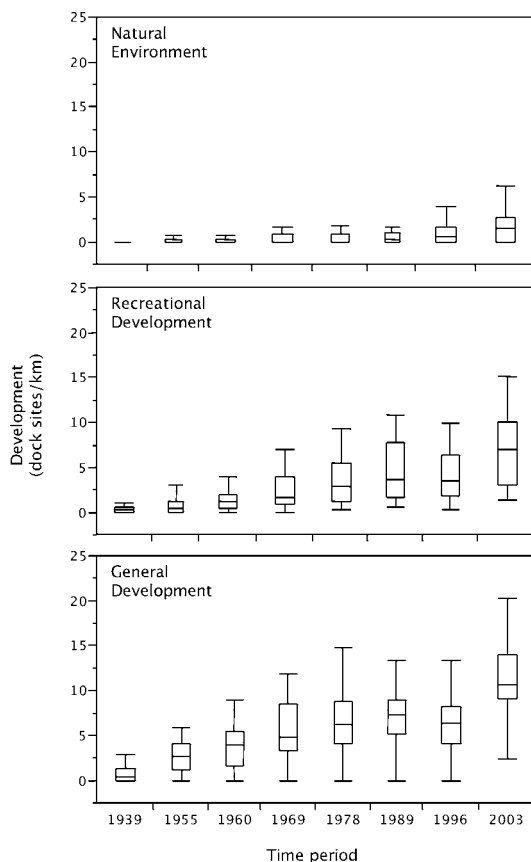 25
20
15
10
5
0
Natural
Environment
25
20
15
10
5
0
Recreational
Development
Development
(dock sites/km)
25
20
15
10
5
0
General
Development
1939 1955 1960 1969 1978 1989 1996 2003
Time period